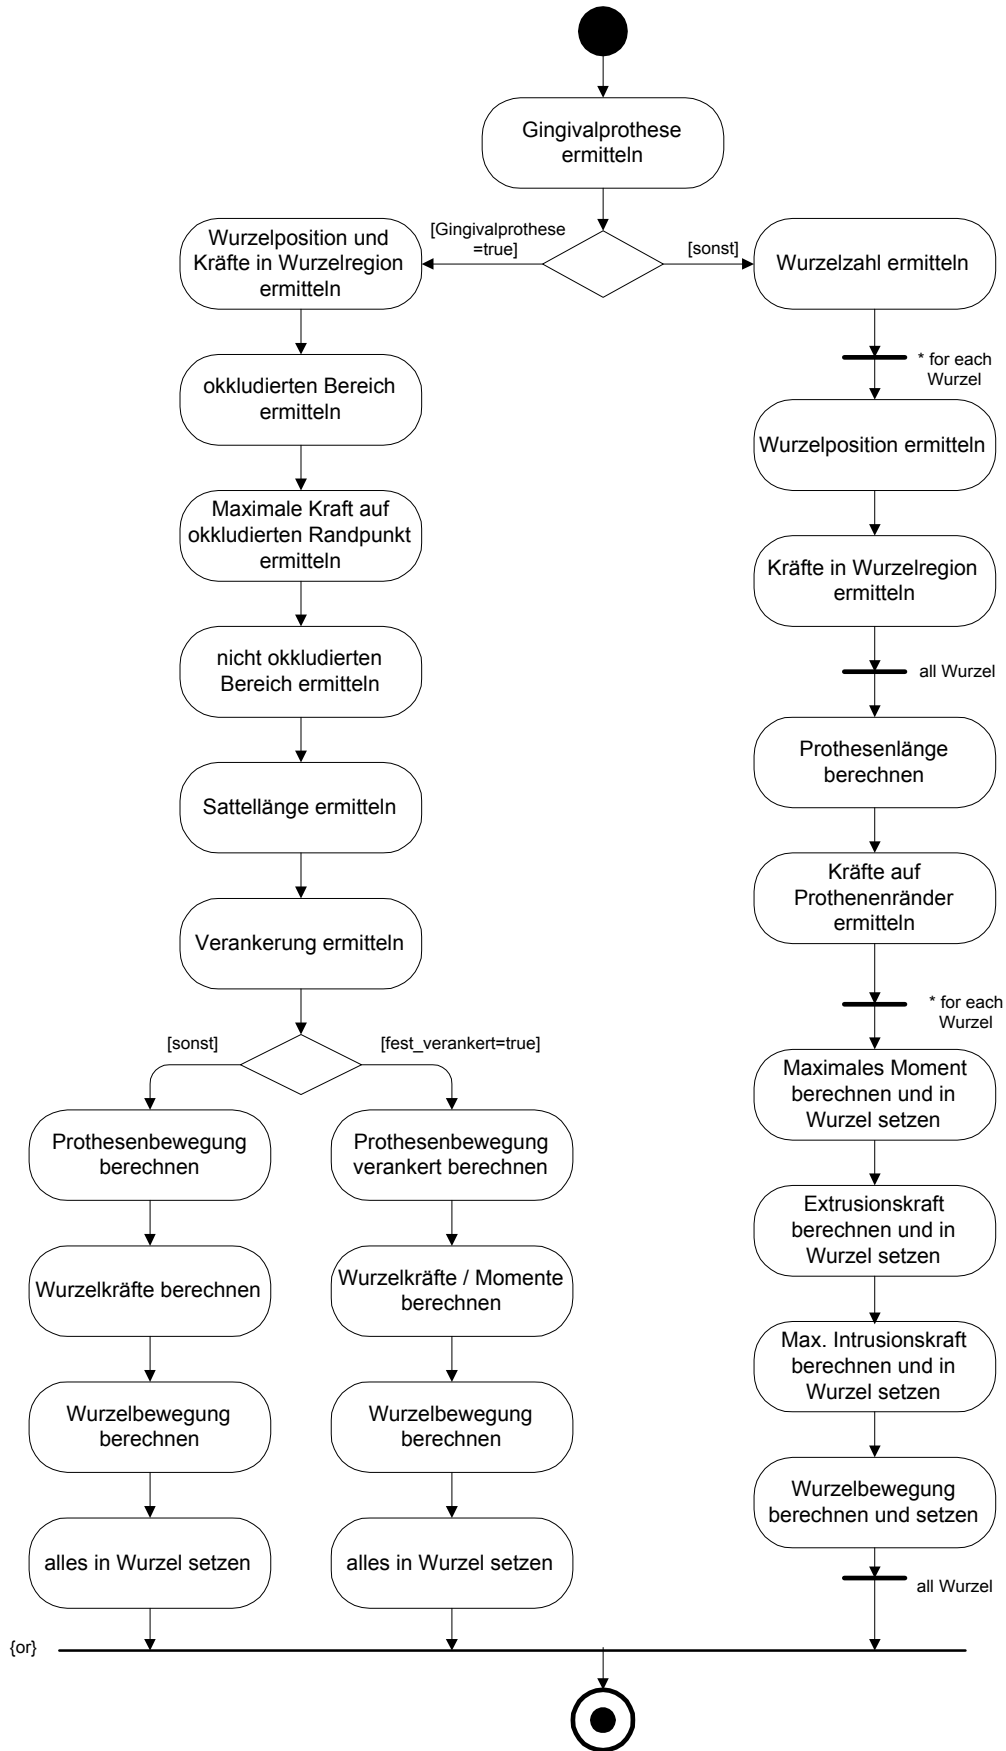 Gingivalprothese
ermitteln
[Gingivalprothese
=true]
[sonst]
Wurzelposition und
Kräfte in Wurzelregion
ermitteln
okkludierten Bereich
ermitteln
Maximale Kraft auf
okkludierten Randpunkt
ermitteln
nicht okkludierten
Bereich ermitteln
Sattellänge ermitteln
Verankerung ermitteln
[sonst]
[fest_verankert=true]
Prothesenbewegung
berechnen
Wurzelkräfte berechnen
Wurzelbewegung
berechnen
alles in Wurzel setzen
Prothesenbewegung
verankert berechnen
Wurzelkräfte / Momente
berechnen
Wurzelbewegung
berechnen
alles in Wurzel setzen
Wurzelzahl ermitteln
* for each
Wurzel
Wurzelposition ermitteln
Kräfte in Wurzelregion
ermitteln
all Wurzel
Prothesenlänge
berechnen
Kräfte auf
Prothenenränder
ermitteln
* for each
Wurzel
Maximales Moment
berechnen und in
Wurzel setzen
Extrusionskraft
berechnen und in
Wurzel setzen
Max. Intrusionskraft
berechnen und in
Wurzel setzen
Wurzelbewegung
berechnen und setzen
all Wurzel
{or}